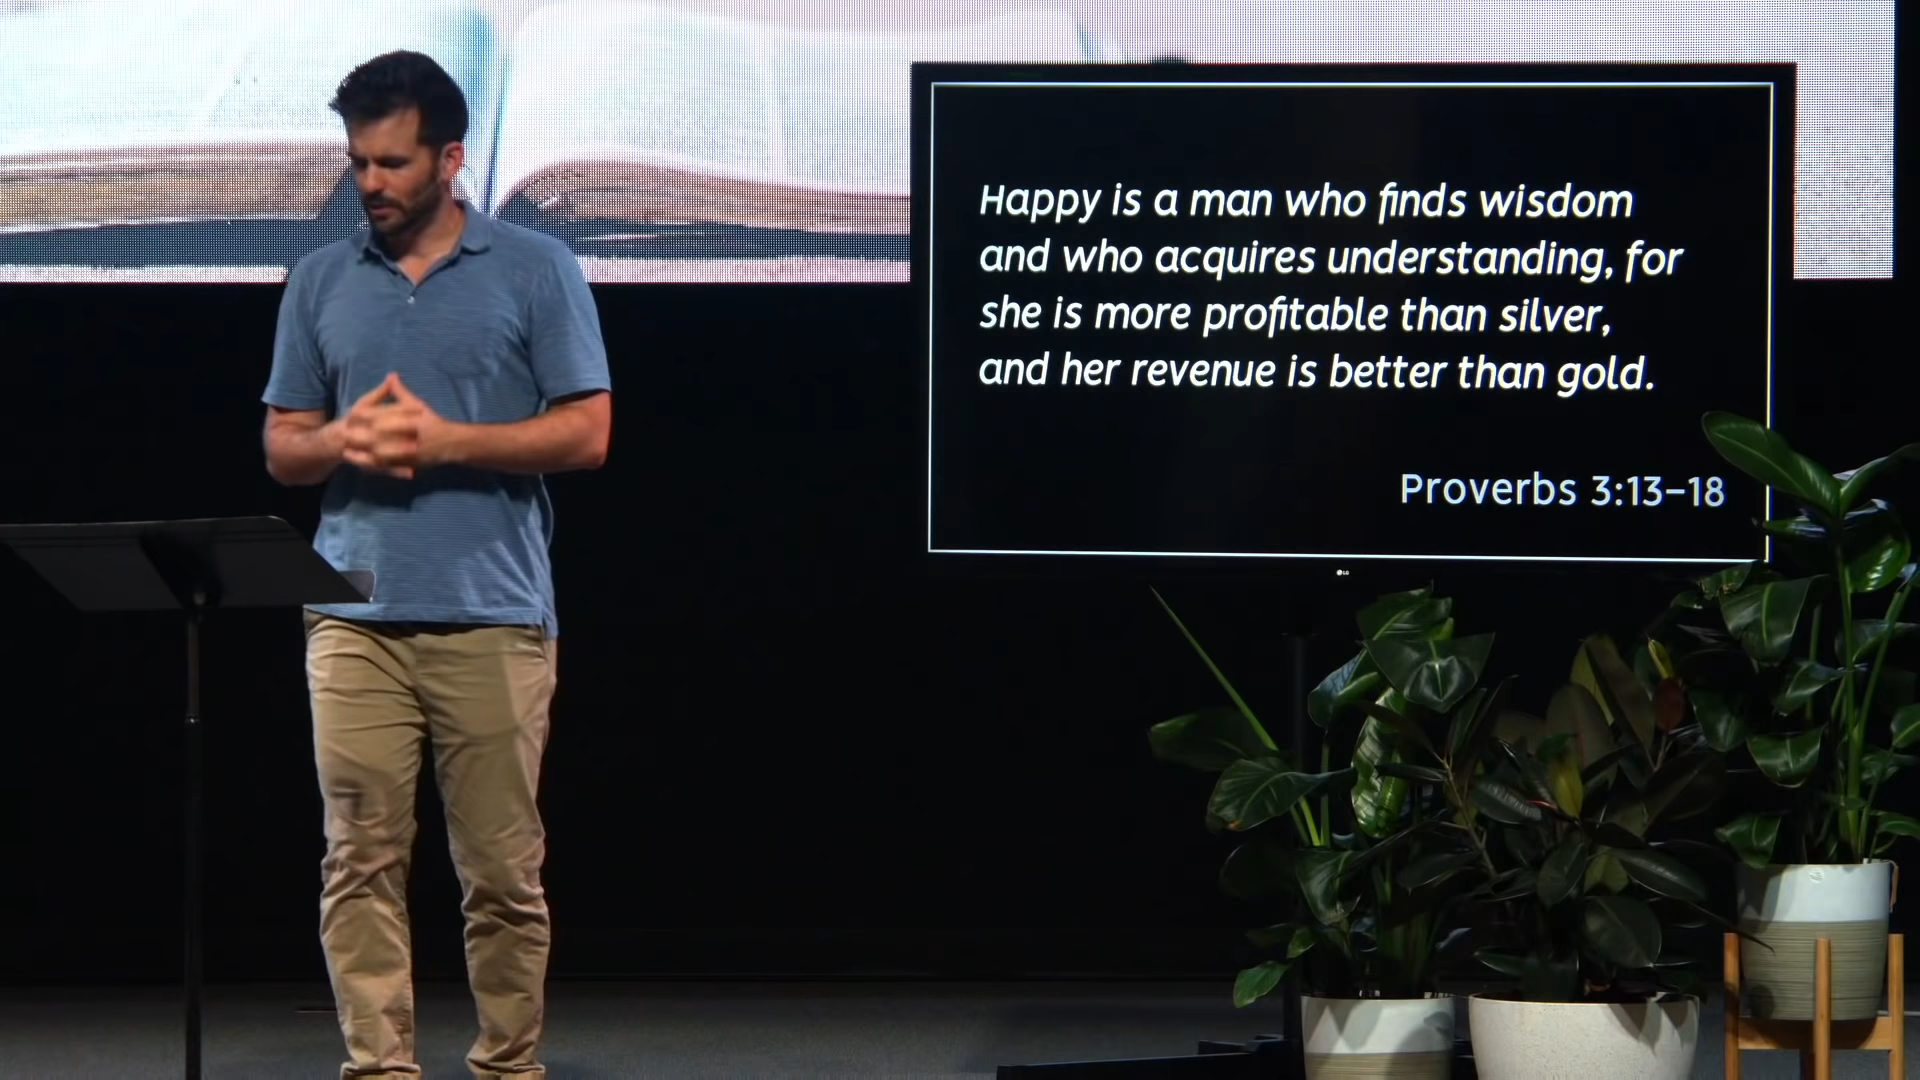 Happy is a man who finds wisdom
and who acquires understanding, for
she is more profitable than silver,
and her revenue is better than gold.
Proverbs 3:13–18
LG